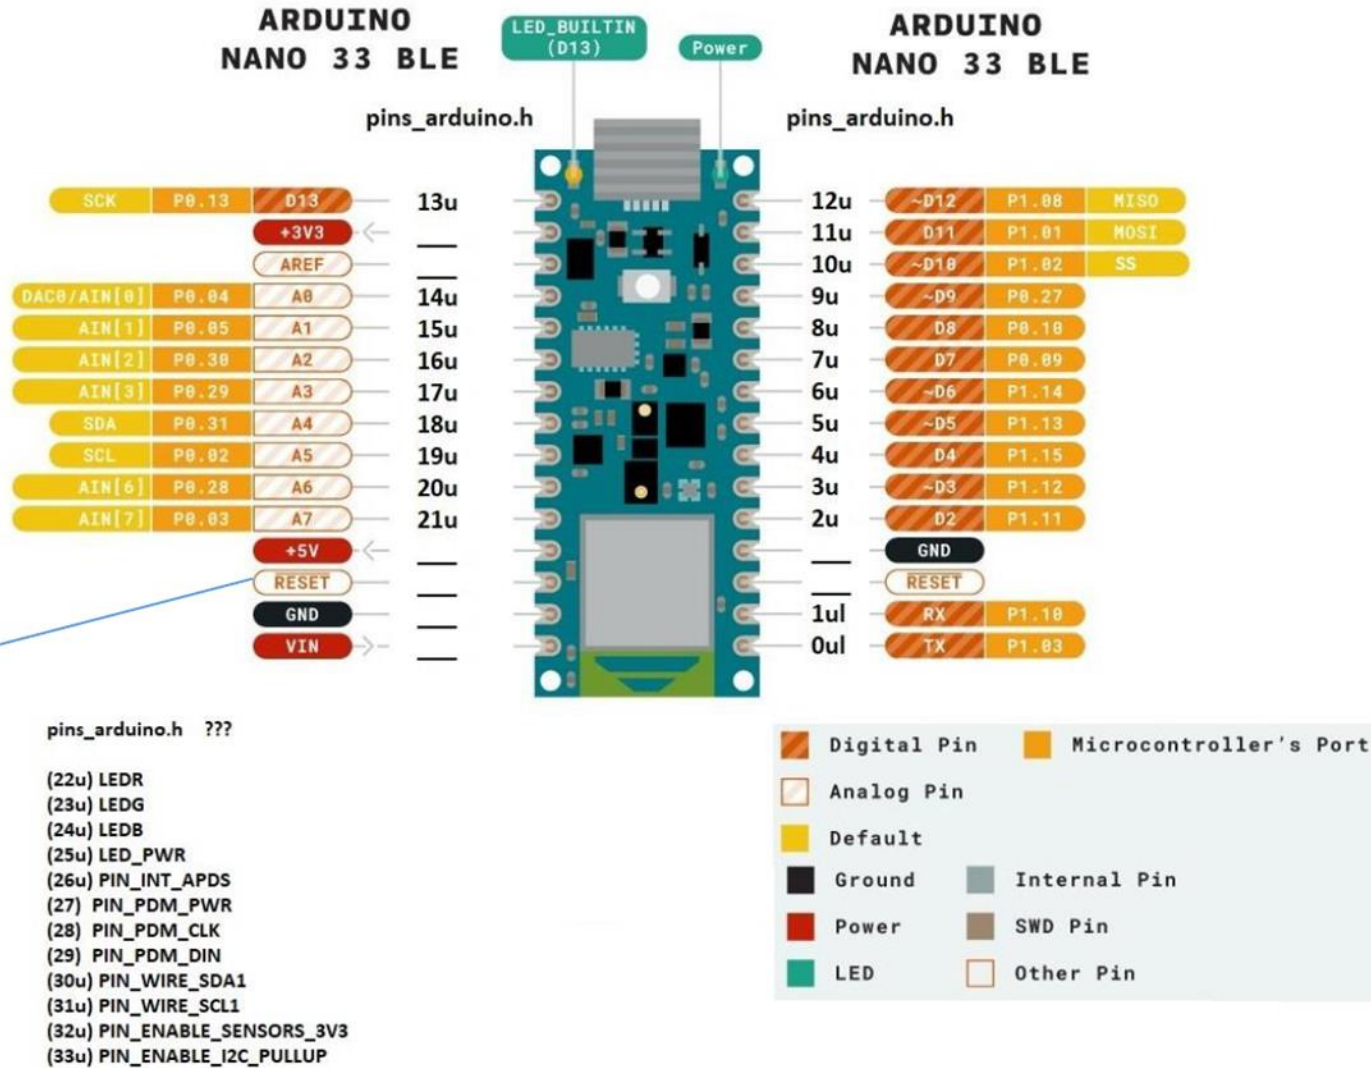 ARDUINO
NANO 33 BLE
LED_BUILTIN
(D13)
Power
ARDUINO
NANO 33 BLE
pins_arduino.h
pins_arduino.h
SCK P0.13 D13 13u
+3V3
AREF
DAC0/AIN[0] P0.04 A0 14u
AIN[1] P0.05 A1 15u
AIN[2] P0.30 A2 16u
AIN[3] P0.29 A3 17u
SDA P0.31 A4 18u
SCL P0.02 A5 19u
AIN[6] P0.28 A6 20u
AIN[7] P0.03 A7 21u
+5V
RESET
GND
VIN
12u ~D12 P1.08 MISO
11u D11 P1.01 MOSI
10u ~D10 P1.02 SS
9u ~D9 P0.27
8u D8 P0.10
7u D7 P0.09
6u ~D6 P1.14
5u ~D5 P1.13
4u D4 P1.15
3u ~D3 P1.12
2u D2 P1.11
GND
RESET
1ul RX P1.10
0ul TX P1.03
pins_arduino.h ???
(22u) LEDR
(23u) LEDG
(24u) LEDB
(25u) LED_PWR
(26u) PIN_INT_APDS
(27) PIN_PDM_PWR
(28) PIN_PDM_CLK
(29) PIN_PDM_DIN
(30u) PIN_WIRE_SDA1
(31u) PIN_WIRE_SCL1
(32u) PIN_ENABLE_SENSORS_3V3
(33u) PIN_ENABLE_I2C_PULLUP
Digital Pin
Microcontroller's Port
Analog Pin
Default
Ground
Internal Pin
Power
SWD Pin
LED
Other Pin